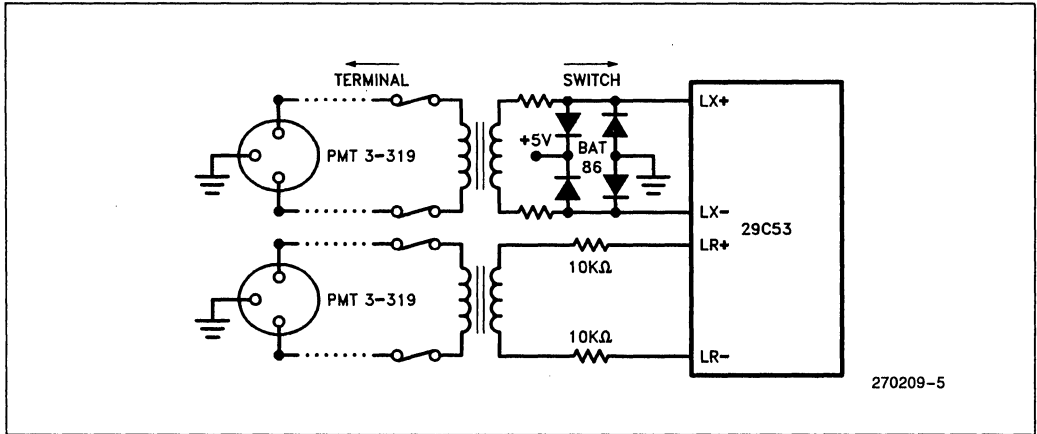 TERMINAL
SWITCH
LX+
+5V
BAT
86
PMT 3-319
LX-
29C53
LR+
10KΩ
PMT 3-319
10KΩ
LR-
270209-5